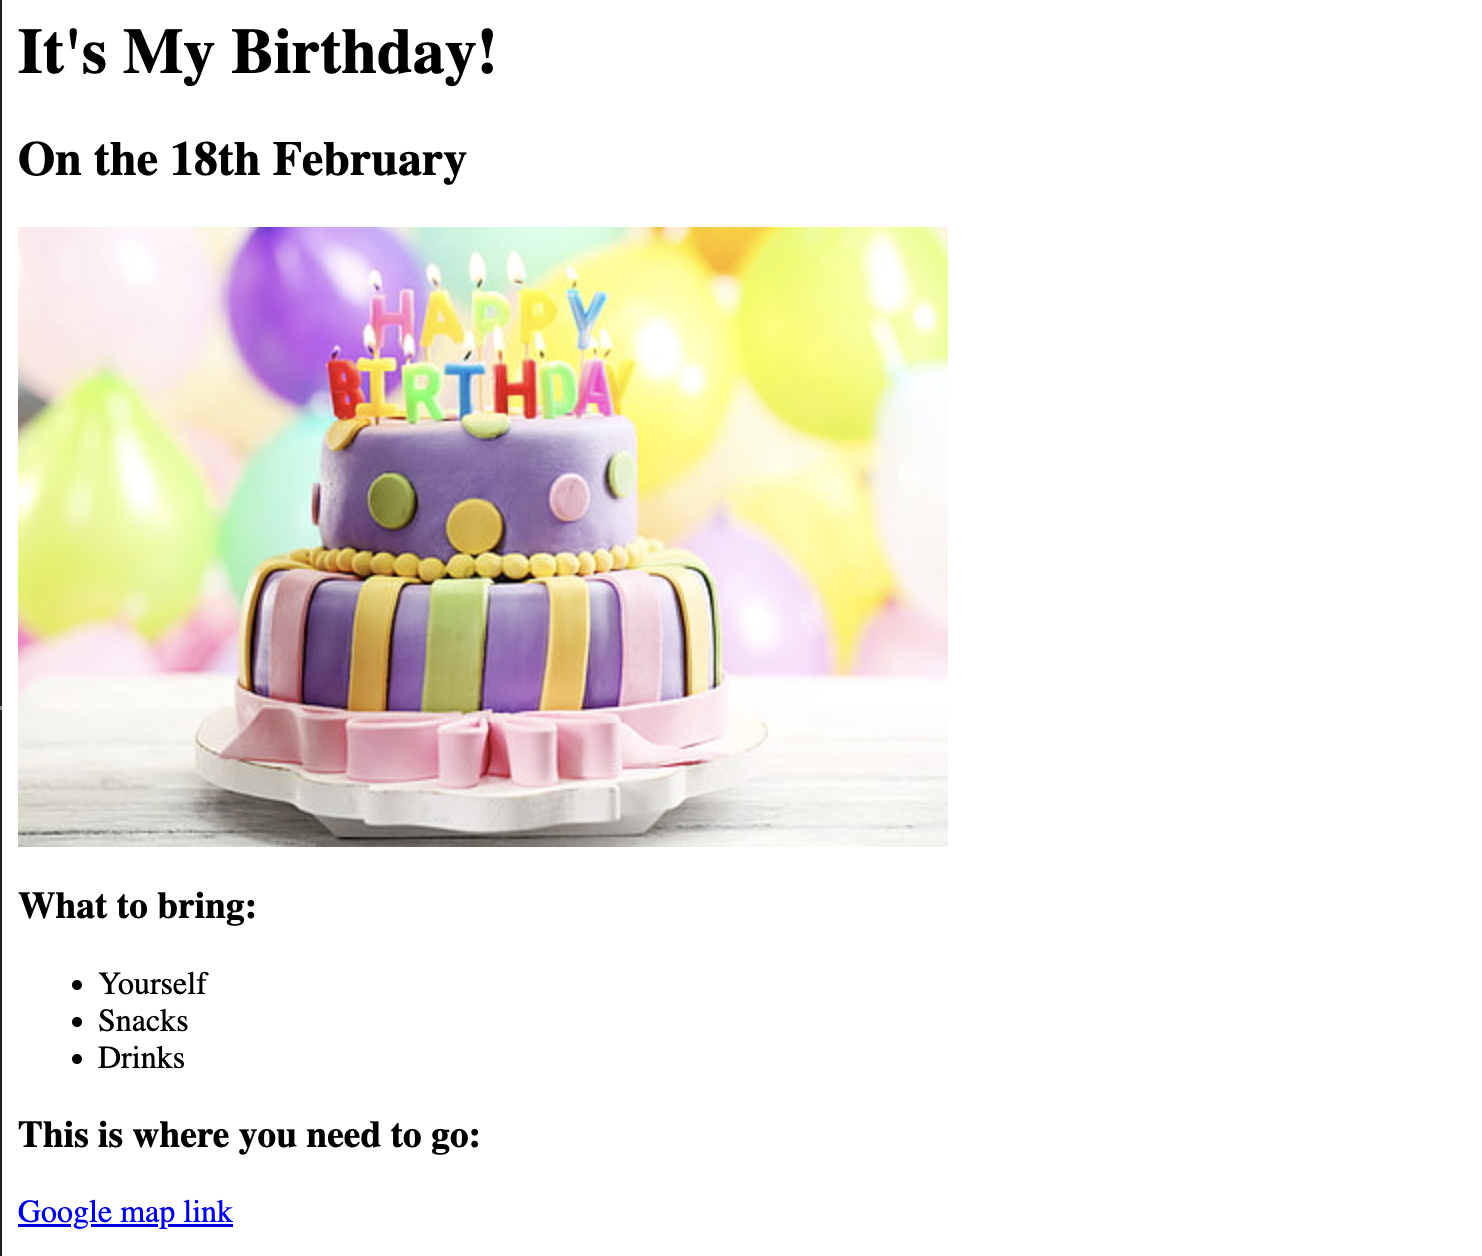 It's My Birthday!
On the 18th February
HAPPY
BIRTHDAY
What to bring:
Yourself
Snacks
Drinks
This is where you need to go:
Google map link